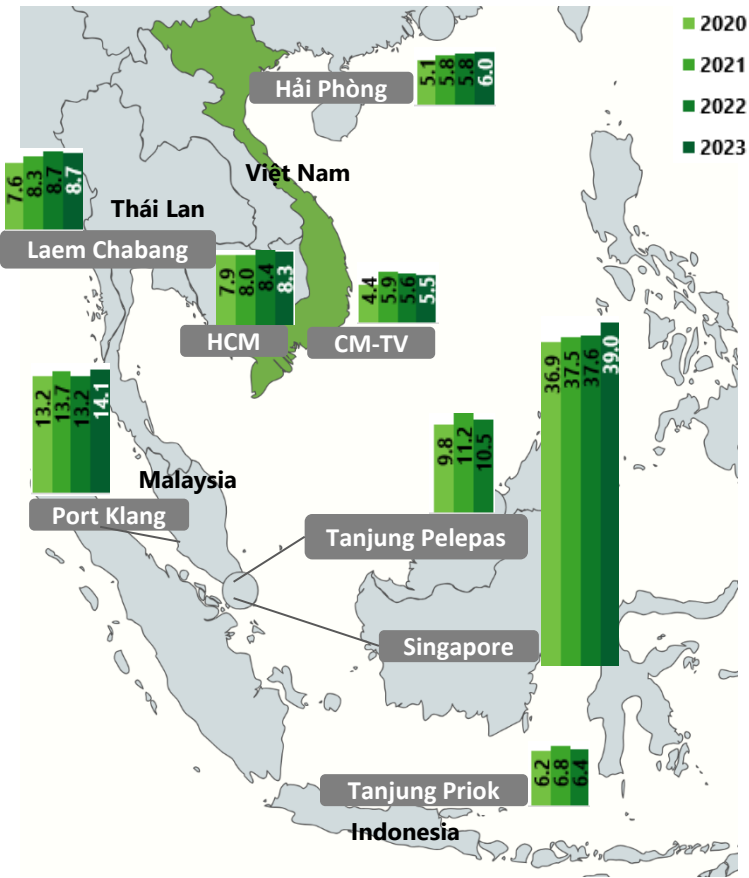 2020
2021
2022
2023
Hải Phòng
5.1
5.8
5.8
6.0
Việt Nam
Thái Lan
7.6
8.3
8.7
8.7
Laem Chabang
7.9
8.0
8.4
8.3
HCM
4.4
5.9
5.6
5.5
CM-TV
36.9
37.5
37.6
39.0
Singapore
13.2
13.7
13.2
14.1
Malaysia
Port Klang
9.8
11.2
10.5
Tanjung Pelepas
6.2
6.8
6.4
Tanjung Priok
Indonesia